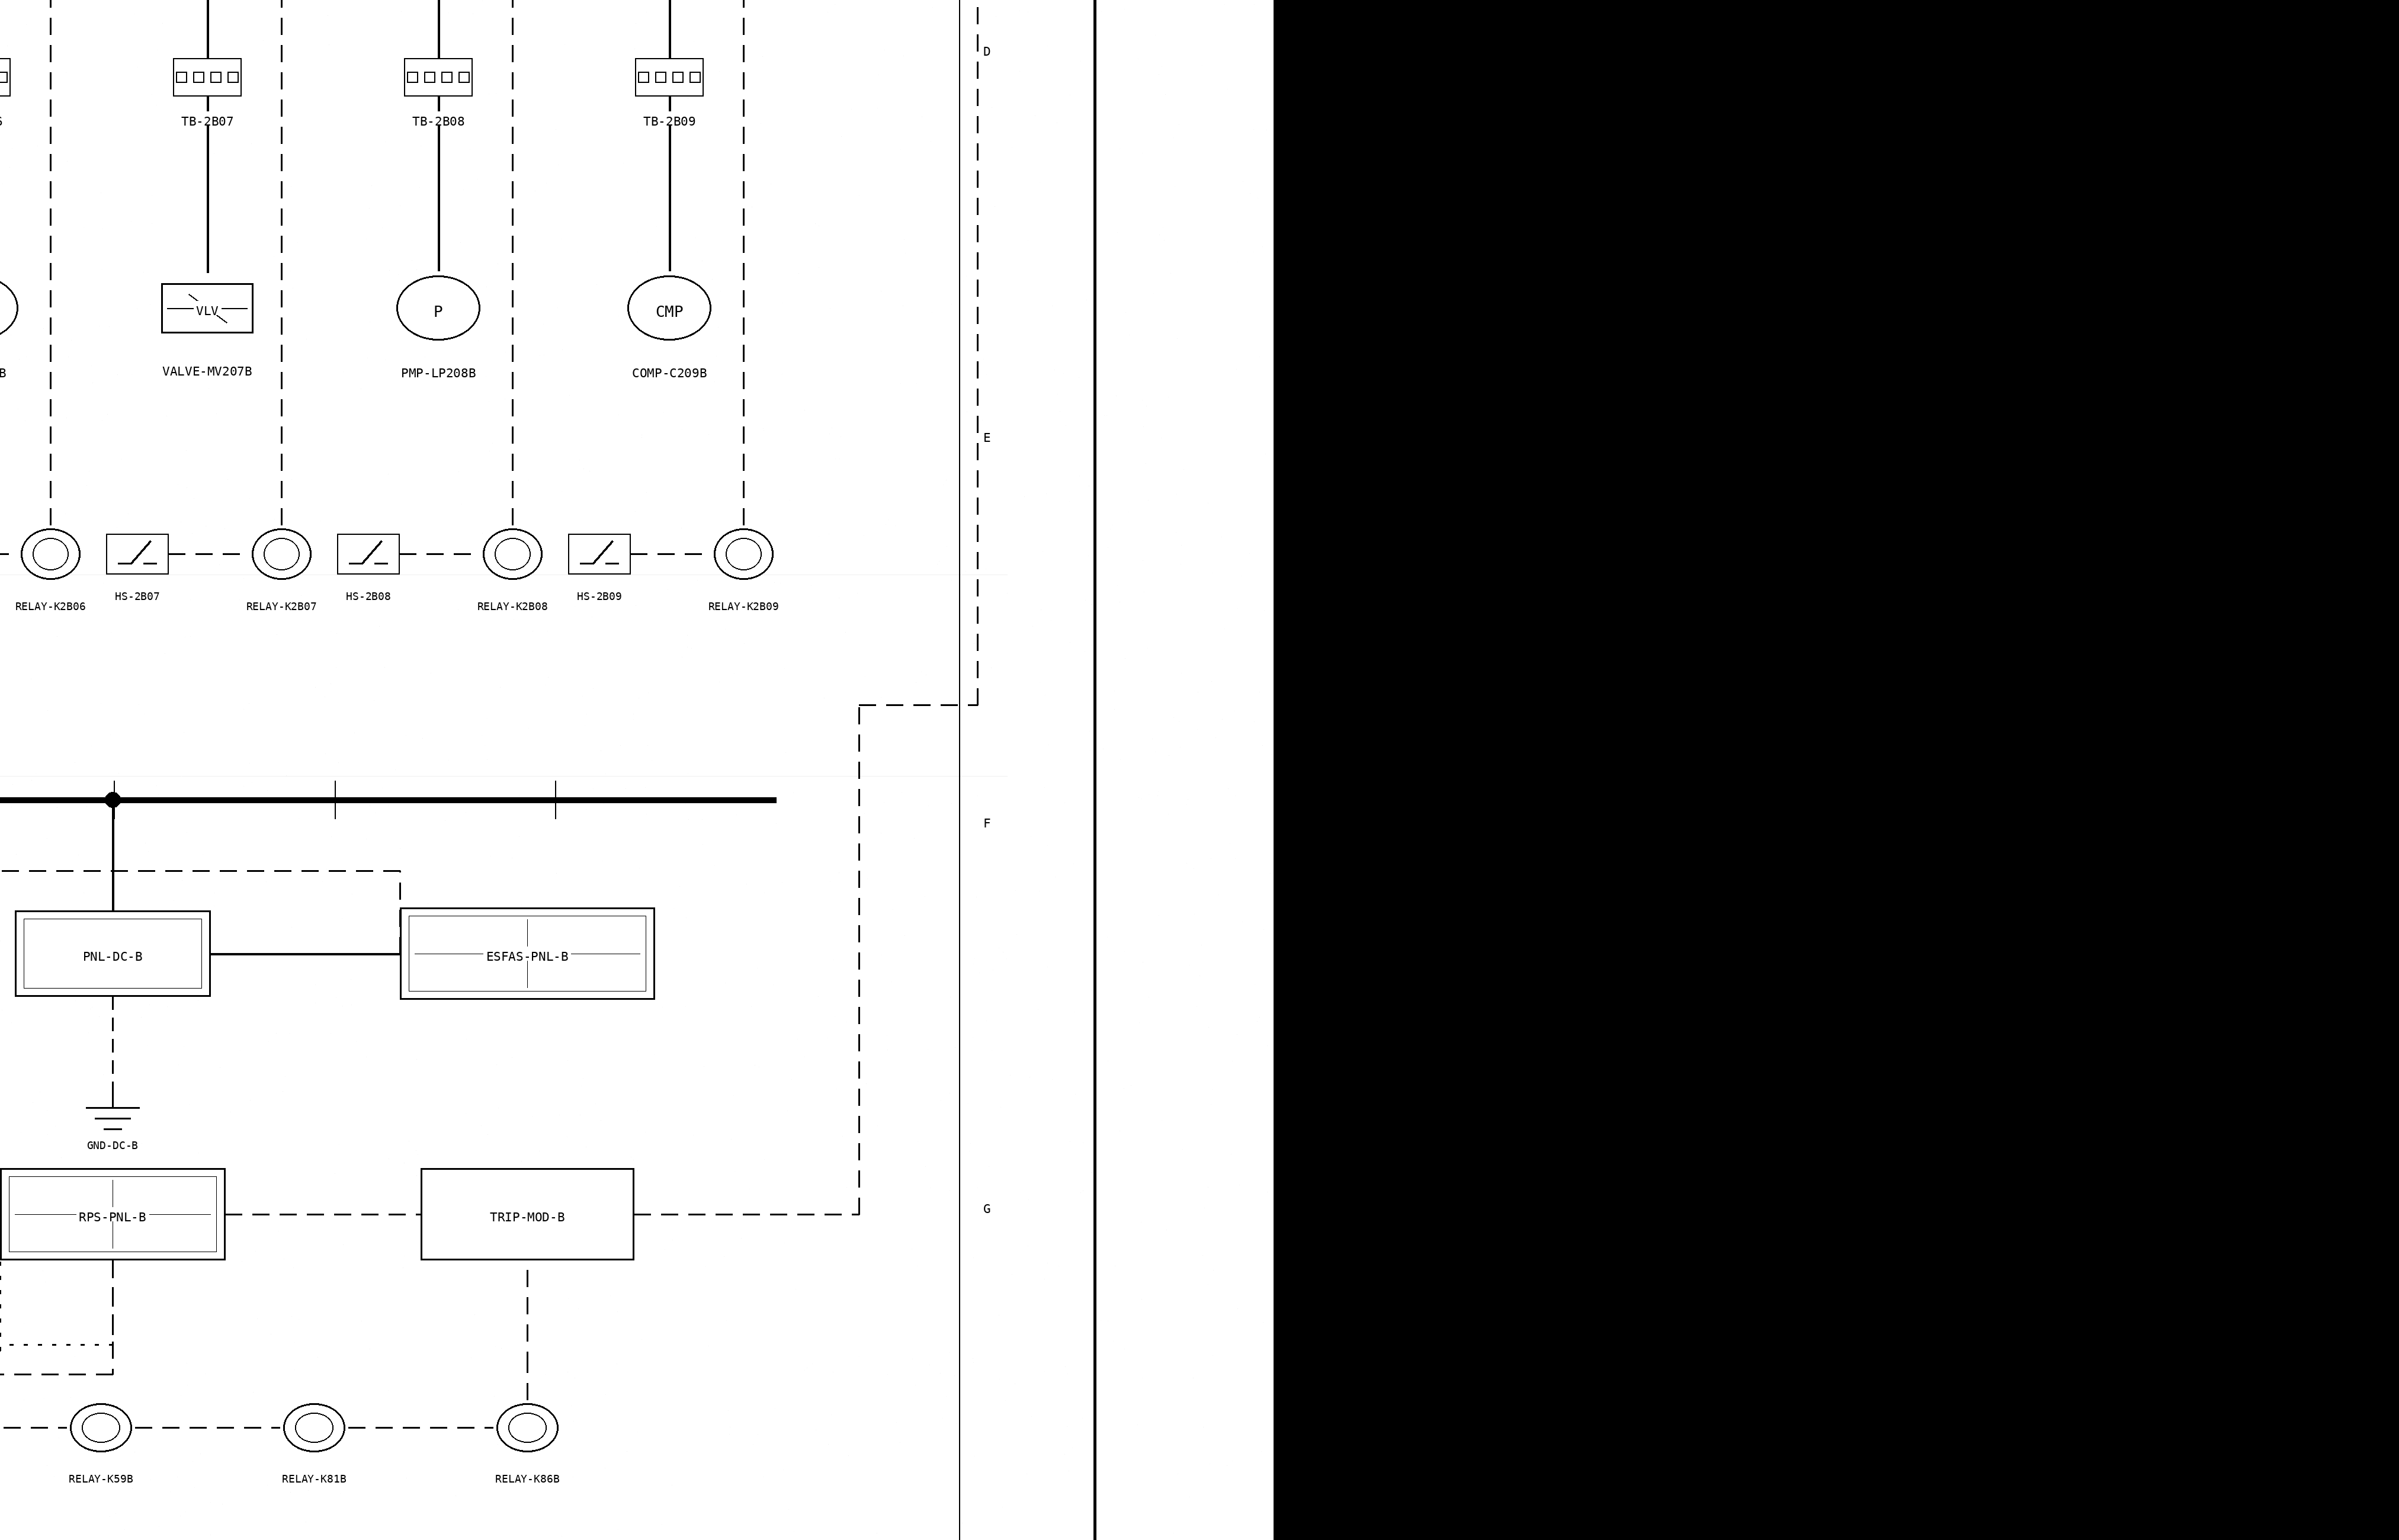 D
TB-2B07
TB-2B08
TB-2B09
VLV
P
CMP
VALVE-MV207B
PMP-LP208B
COMP-C209B
B
E
HS-2B07
HS-2B08
HS-2B09
RELAY-K2B06
RELAY-K2B07
RELAY-K2B08
RELAY-K2B09
F
PNL-DC-B
ESFAS-PNL-B
GND-DC-B
RPS-PNL-B
TRIP-MOD-B
G
RELAY-K59B
RELAY-K81B
RELAY-K86B